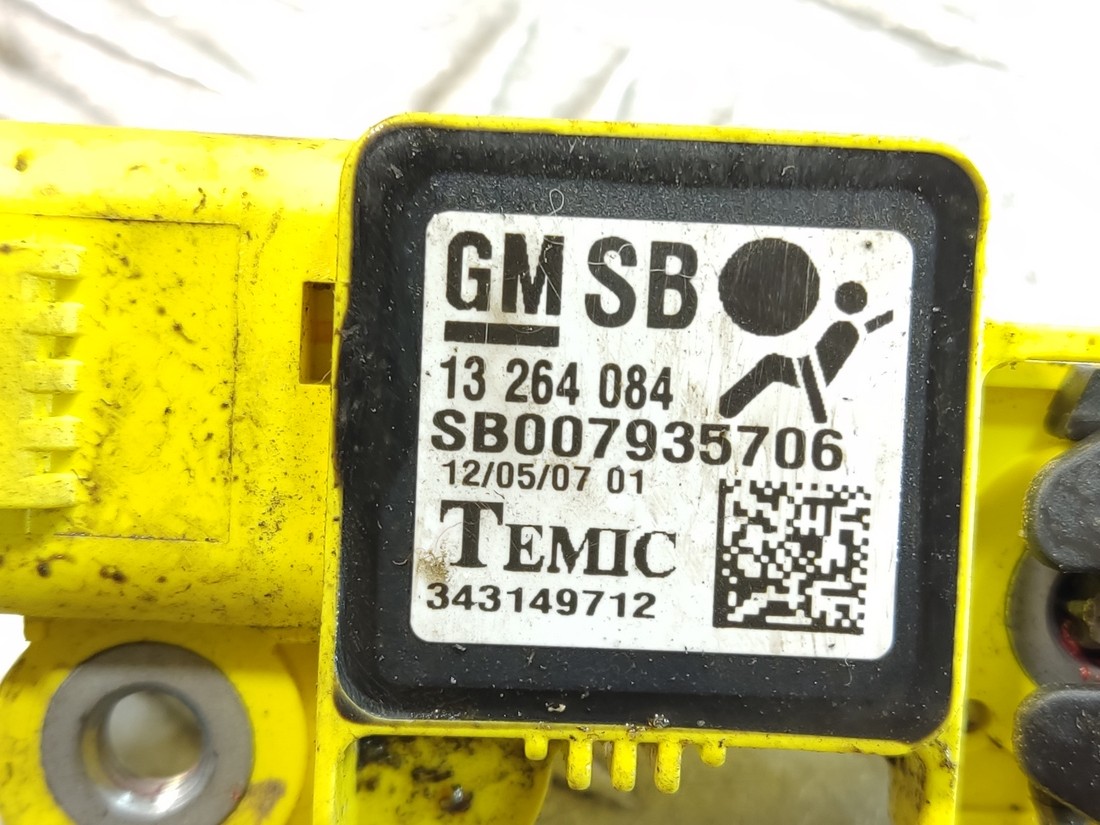 GM SB
13 264 084
SB007935706
12/05/07 01
TEMIC
343149712